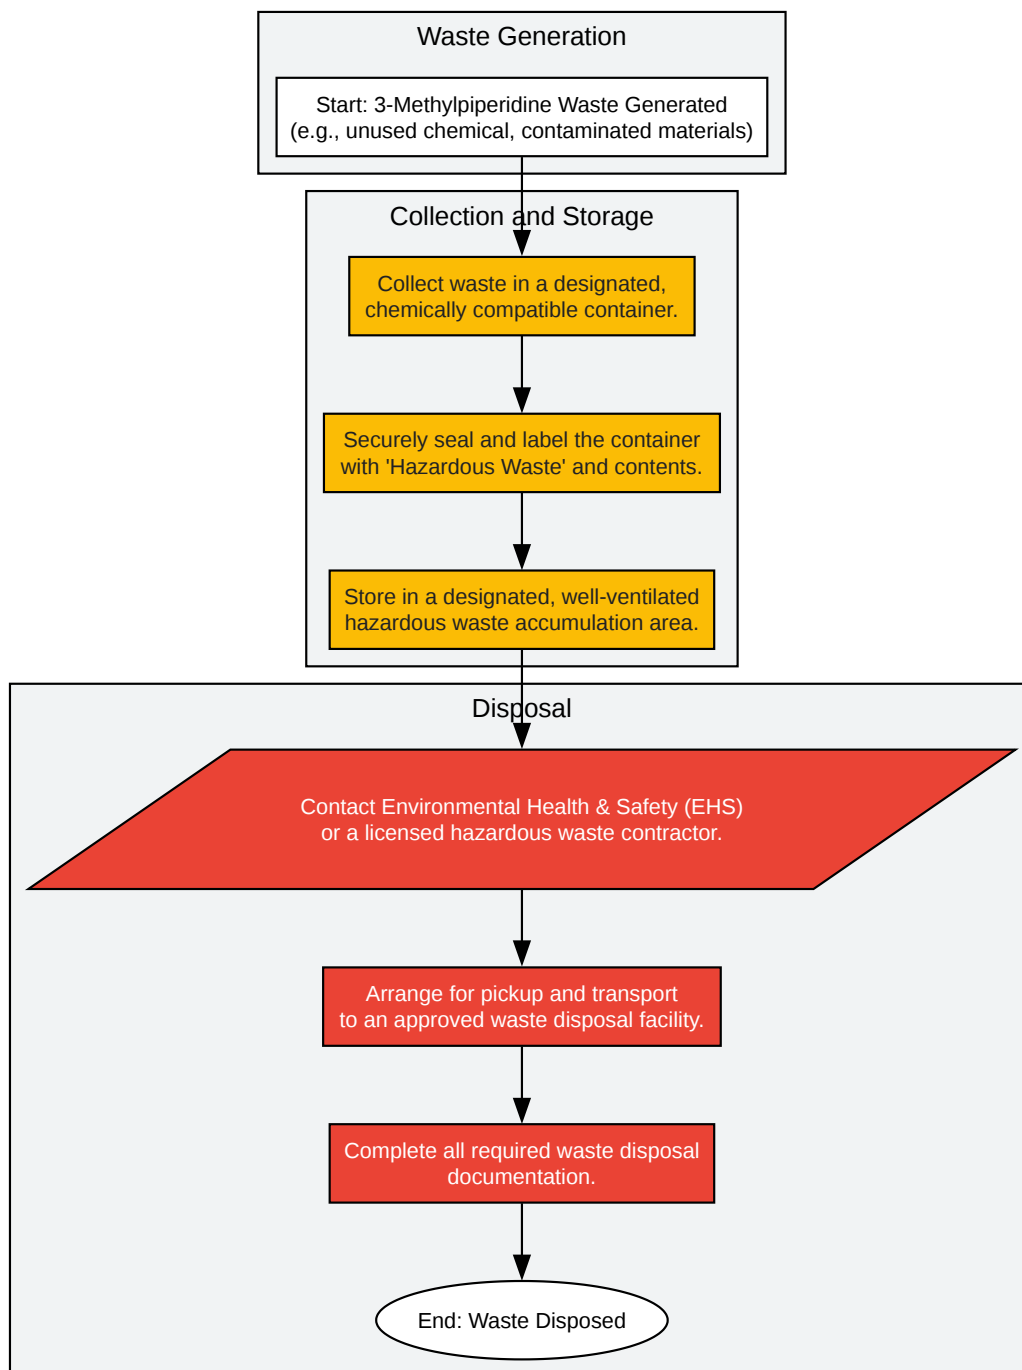 Waste Generation
Start: 3-Methylpiperidine Waste Generated
(e.g., unused chemical, contaminated materials)
Collection and Storage
Collect waste in a designated,
chemically compatible container.
Securely seal and label the container
with 'Hazardous Waste' and contents.
Store in a designated, well-ventilated
hazardous waste accumulation area.
Disposal
Contact Environmental Health & Safety (EHS)
or a licensed hazardous waste contractor.
Arrange for pickup and transport
to an approved waste disposal facility.
Complete all required waste disposal
documentation.
End: Waste Disposed